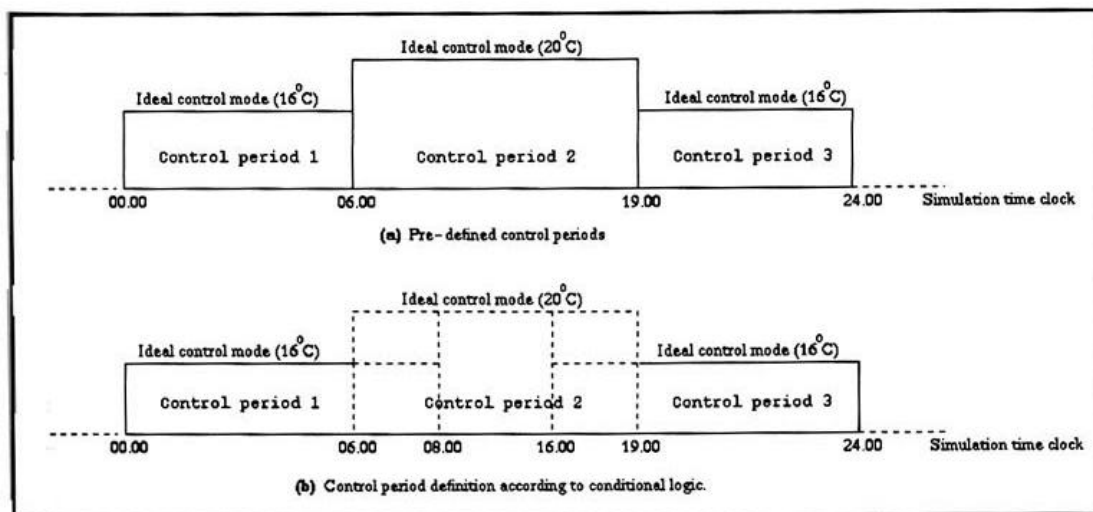 Ideal control mode (20°C)
Ideal control mode (16°C)
Ideal control mode (16°C)
Control period 1
Control period 2
Control period 3
00.00
06.00
19.00
24.00
Simulation time clock
(a) Pre-defined control periods
Ideal control mode (20°C)
Ideal control mode (16°C)
Ideal control mode (16°C)
Control period 1
Control period 2
Control period 3
00.00
06.00
08.00
16.00
19.00
24.00
Simulation time clock
(b) Control period definition according to conditional logic.